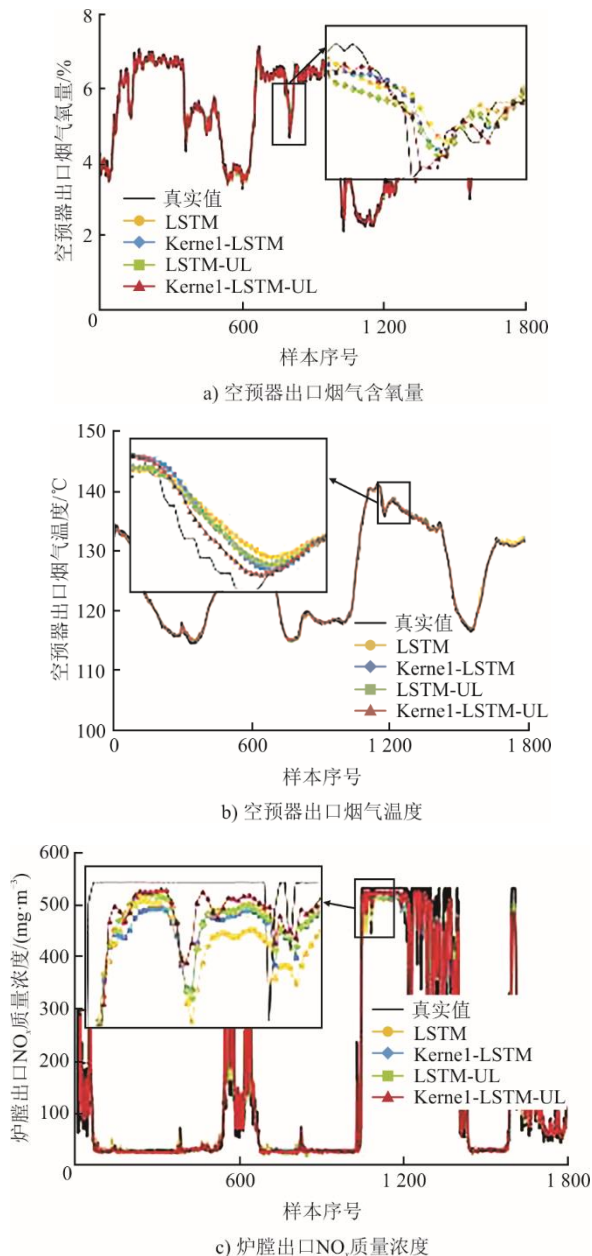 8
6
4
2
0
空预器出口烟气氧量/%
真实值
LSTM
Kerne1-LSTM
LSTM-UL
Kerne1-LSTM-UL
0
600
1 200
1 800
样本序号
a) 空预器出口烟气含氧量
150
140
130
120
110
100
空预器出口烟气温度/℃
真实值
LSTM
Kerne1-LSTM
LSTM-UL
Kerne1-LSTM-UL
0
600
1 200
1 800
样本序号
b) 空预器出口烟气温度
600
500
400
300
200
100
0
炉膛出口NOx质量浓度/(mg·m-3)
真实值
LSTM
Kerne1-LSTM
LSTM-UL
Kerne1-LSTM-UL
600
1 200
1 800
样本序号
c) 炉膛出口NOx质量浓度